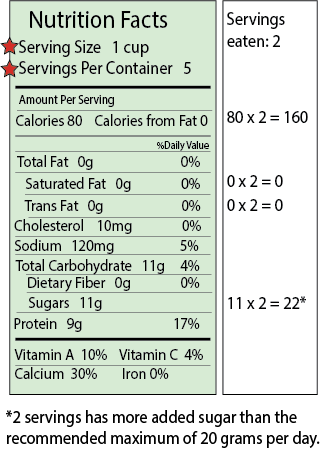 Nutrition Facts
Serving Size 1 cup
Servings Per Container 5
Amount Per Serving
Calories 80 Calories from Fat 0
%Daily Value
Total Fat 0g 0%
Saturated Fat 0g 0%
Trans Fat 0g 0%
Cholesterol 10mg 0%
Sodium 120mg 5%
Total Carbohydrate 11g 4%
Dietary Fiber 0g 0%
Sugars 11g
Protein 9g 17%
Vitamin A 10% Vitamin C 4%
Calcium 30% Iron 0%
Servings
eaten: 2
80 x 2 = 160
0 x 2 = 0
0 x 2 = 0
11 x 2 = 22*
*2 servings has more added sugar than the
recommended maximum of 20 grams per day.